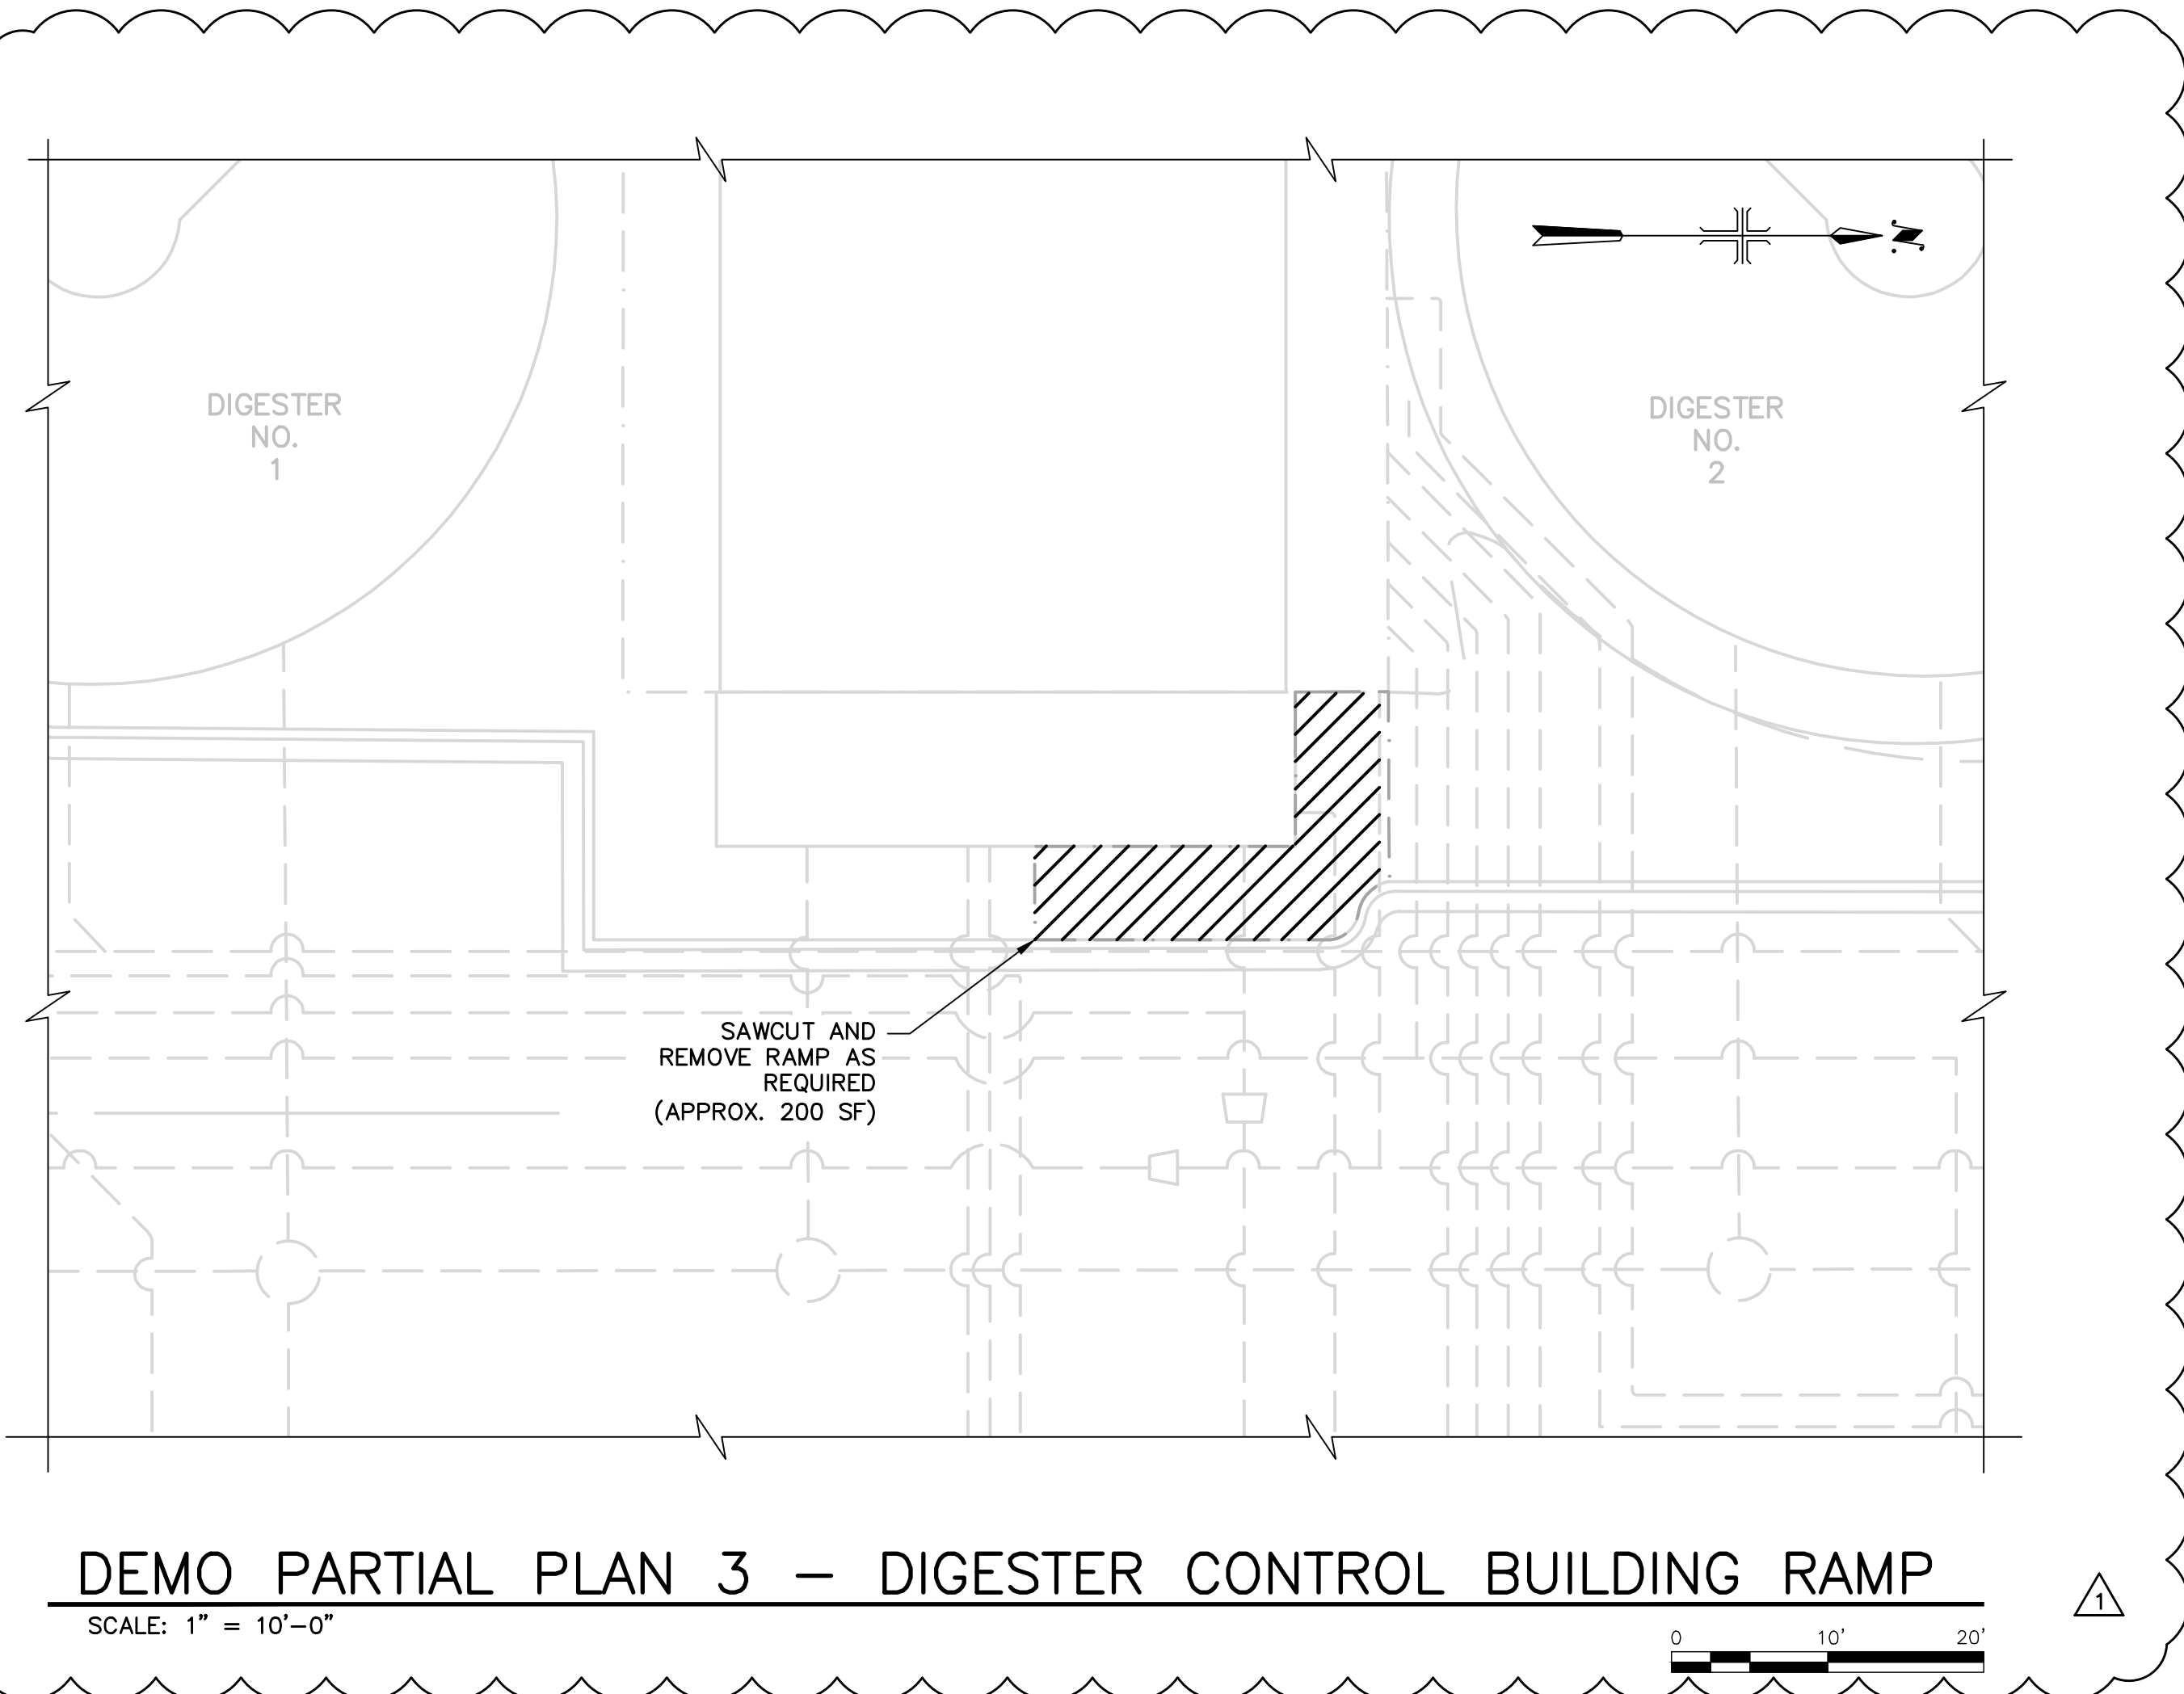 N
DIGESTER
NO.
1
DIGESTER
NO.
2
SAWCUT AND
REMOVE RAMP AS
REQUIRED
(APPROX. 200 SF)
DEMO PARTIAL PLAN 3 - DIGESTER CONTROL BUILDING RAMP
SCALE: 1" = 10'-0"
1
0 10' 20'